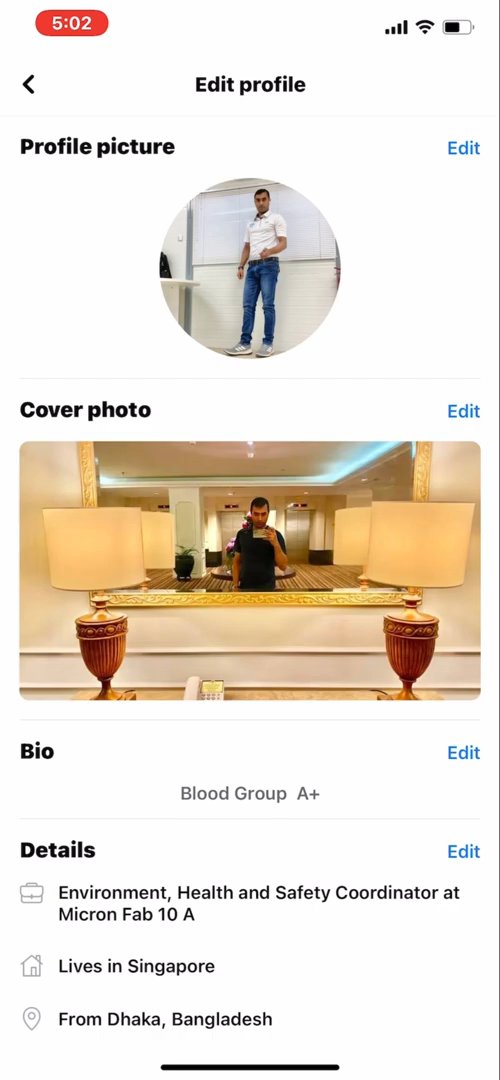 5:02
Edit profile
Profile picture
Edit
Cover photo
Edit
Bio
Edit
Blood Group A+
Details
Edit
Environment, Health and Safety Coordinator at
Micron Fab 10 A
Lives in Singapore
From Dhaka, Bangladesh